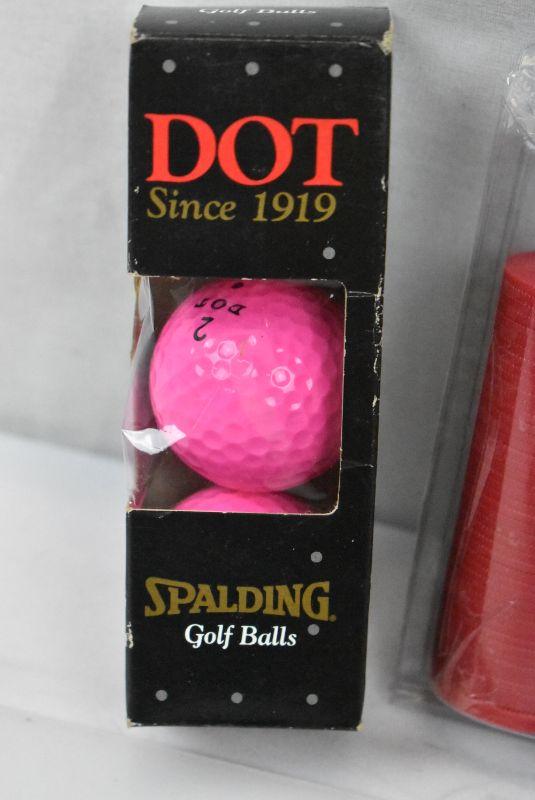 Golf Balls
DOT
Since 1919
DOT
2
SPALDING
Golf Balls